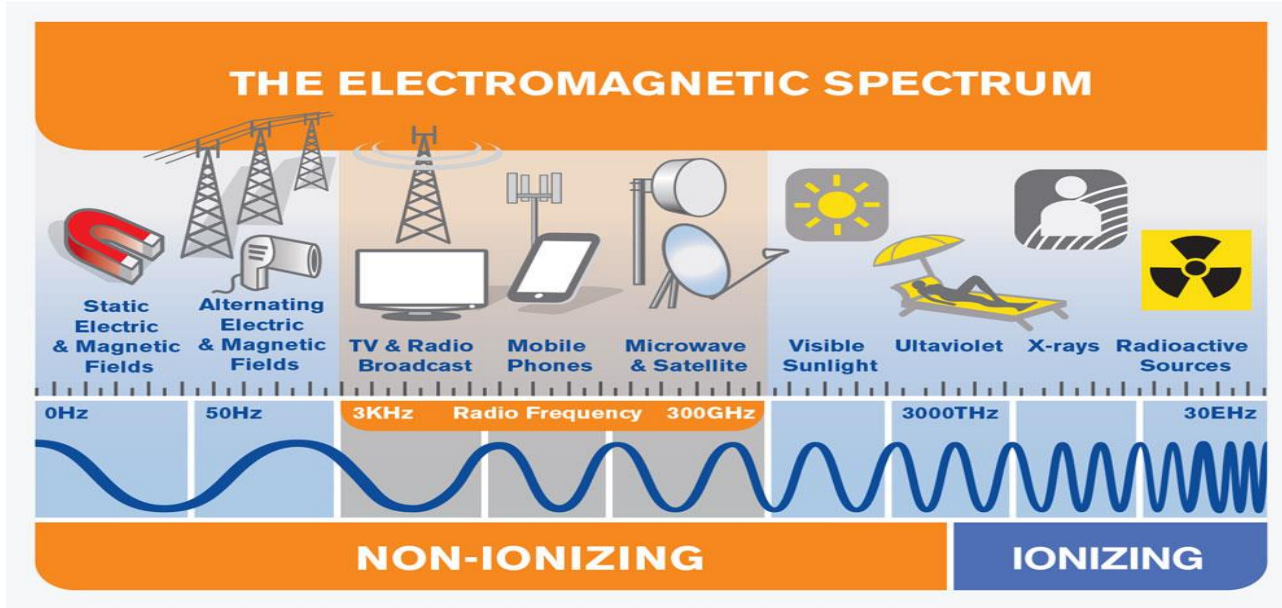 THE ELECTROMAGNETIC SPECTRUM
Static
Electric
& Magnetic
Fields
Alternating
Electric
& Magnetic
Fields
TV & Radio
Broadcast
Mobile
Phones
Microwave
& Satellite
Visible
Sunlight
Ultaviolet
X-rays
Radioactive
Sources
0Hz
50Hz
3KHz
Radio Frequency
300GHz
3000THz
30EHz
NON-IONIZING
IONIZING